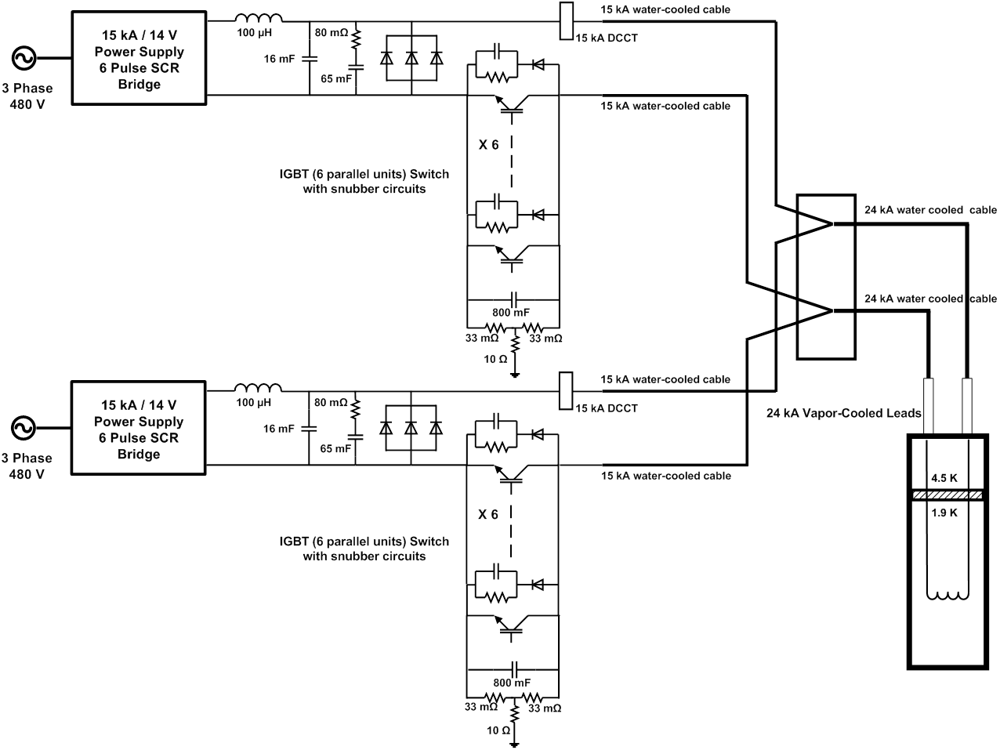 15 kA / 14 V
Power Supply
6 Pulse SCR
Bridge
3 Phase
480 V
100 µH
16 mF
80 mΩ
65 mF
15 kA DCCT
15 kA water-cooled cable
15 kA water-cooled cable
X 6
IGBT (6 parallel units) Switch
with snubber circuits
800 mF
33 mΩ
33 mΩ
10 Ω
24 kA water cooled cable
24 kA water cooled cable
15 kA / 14 V
Power Supply
6 Pulse SCR
Bridge
3 Phase
480 V
100 µH
16 mF
80 mΩ
65 mF
15 kA DCCT
15 kA water-cooled cable
15 kA water-cooled cable
X 6
IGBT (6 parallel units) Switch
with snubber circuits
800 mF
33 mΩ
33 mΩ
10 Ω
24 kA Vapor-Cooled Leads
4.5 K
1.9 K